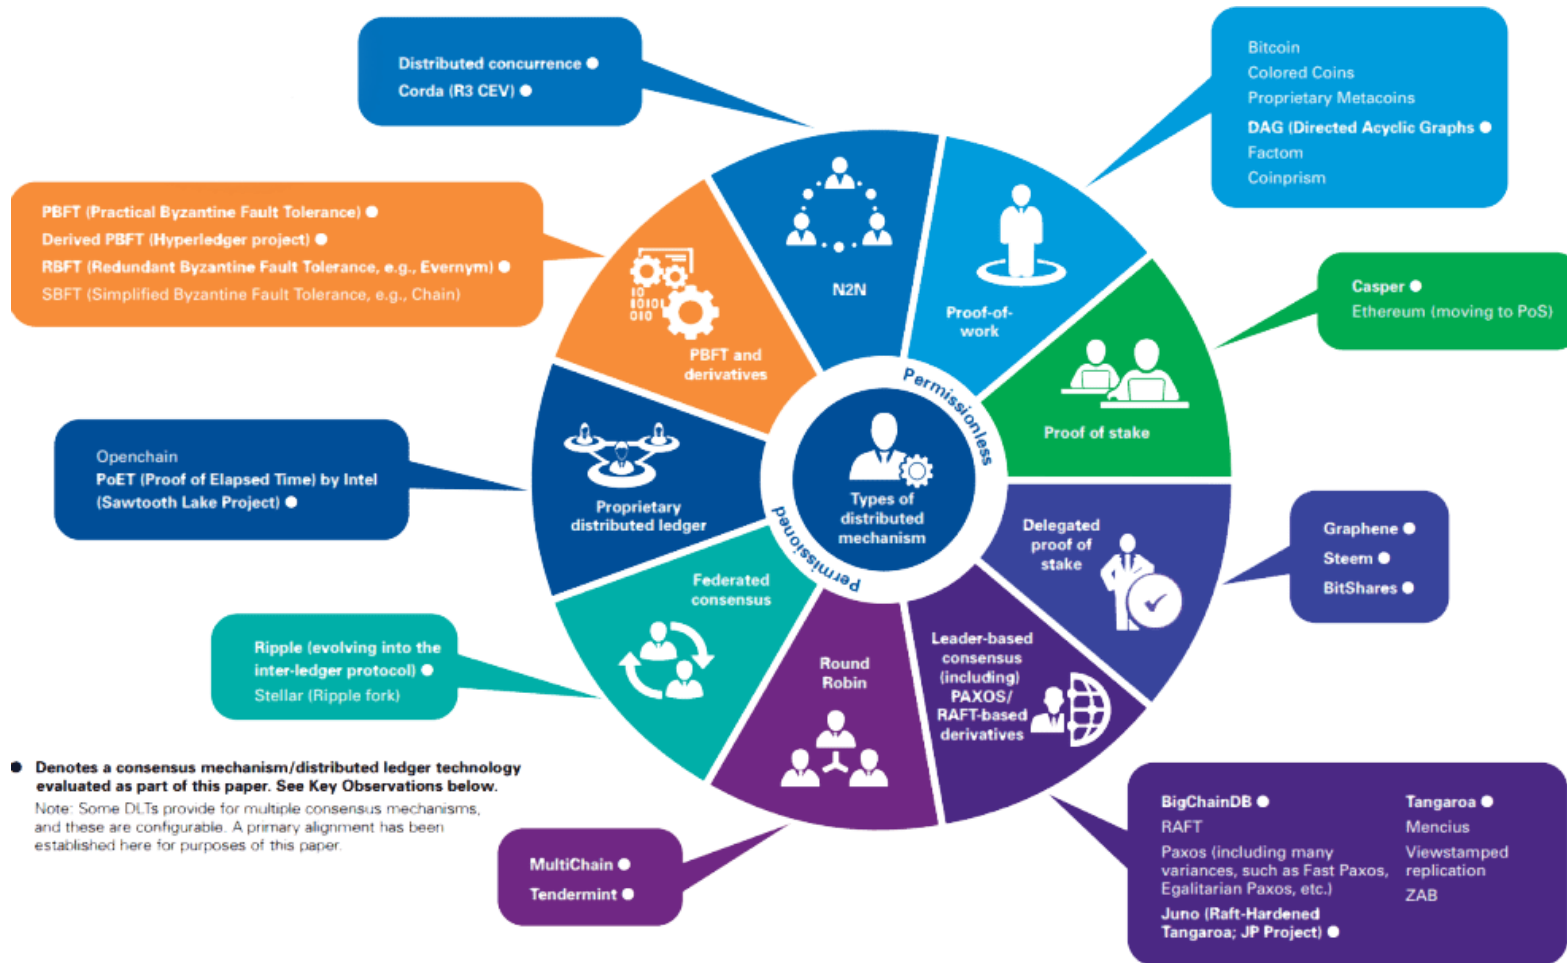 Distributed concurrence ●
Corda (R3 CEV) ●
Bitcoin
Colored Coins
Proprietary Metacoins
DAG (Directed Acyclic Graphs ●
Factom
Coinprism
PBFT (Practical Byzantine Fault Tolerance) ●
Derived PBFT (Hyperledger project) ●
RBFT (Redundant Byzantine Fault Tolerance, e.g., Evernym) ●
SBFT (Simplified Byzantine Fault Tolerance, e.g., Chain)
Casper ●
Ethereum (moving to PoS)
Openchain
PoET (Proof of Elapsed Time) by Intel
(Sawtooth Lake Project) ●
Graphene ●
Steem ●
BitShares ●
Ripple (evolving into the
inter-ledger protocol) ●
Stellar (Ripple fork)
N2N
Proof-of-
work
PBFT and
derivatives
10
10101
010
Proof of stake
Permissionless
Types of
distributed
mechanism
Permissioned
Proprietary
distributed ledger
Delegated
proof of
stake
Federated
consensus
Leader-based
consensus
(including)
PAXOS/
RAFT-based
derivatives
Round
Robin
● Denotes a consensus mechanism/distributed ledger technology
evaluated as part of this paper. See Key Observations below.
Note: Some DLTs provide for multiple consensus mechanisms,
and these are configurable. A primary alignment has been
established here for purposes of this paper.
MultiChain ●
Tendermint ●
BigChainDB ●
RAFT
Paxos (including many
variances, such as Fast Paxos,
Egalitarian Paxos, etc.)
Juno (Raft-Hardened
Tangaroa; JP Project) ●
Tangaroa ●
Mencius
Viewstamped
replication
ZAB